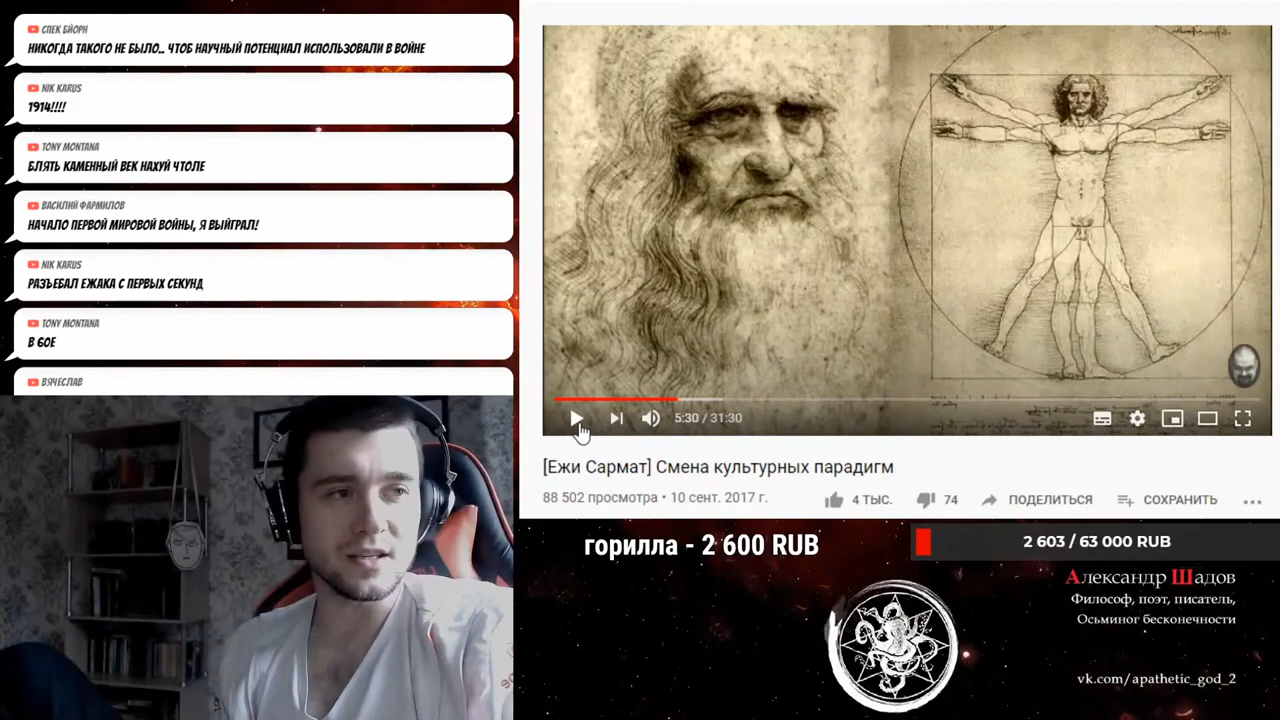 СПЕК БЙОРН
НИКОГДА ТАКОГО НЕ БЫЛО.. ЧТОБ НАУЧНЫЙ ПОТЕНЦИАЛ ИСПОЛЬЗОВАЛИ В ВОЙНЕ
NIK KARUS
1914!!!!
TONY MONTANA
БЛЯТЬ КАМЕННЫЙ ВЕК НАХУЙ ЧТОЛЕ
ВАСИЛИЙ ФАРМИЛОВ
НАЧАЛО ПЕРВОЙ МИРОВОЙ ВОЙНЫ, Я ВЫЙГРАЛ!
NIK KARUS
РАЗЪЕБАЛ ЕЖАКА С ПЕРВЫХ СЕКУНД
TONY MONTANA
В 60Е
ВЯЧЕСЛАВ
5:30 / 31:30
[Ежи Сармат] Смена культурных парадигм
88 502 просмотра • 10 сент. 2017 г.
4 ТЫС.
74
ПОДЕЛИТЬСЯ
СОХРАНИТЬ
горилла - 2 600 RUB
2 603 / 63 000 RUB
Александр Шадов
Философ, поэт, писатель,
Осьминог бесконечности
vk.com/apathetic_god_2